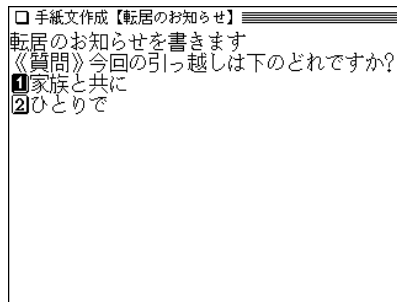 □ 手紙文作成【転居のお知らせ】
転居のお知らせを書きます
《質問》今回の引っ越しは下のどれですか?
1家族と共に
2ひとりで